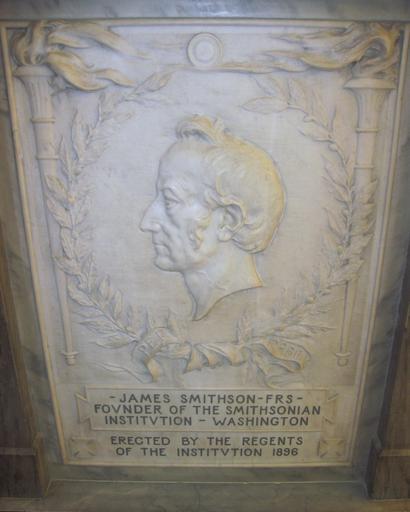 - JAMES SMITHSON-FRS -
FOVNDER OF THE SMITHSONIAN
INSTITVTION - WASHINGTON
ERECTED BY THE REGENTS
OF THE INSTITVTION 1896